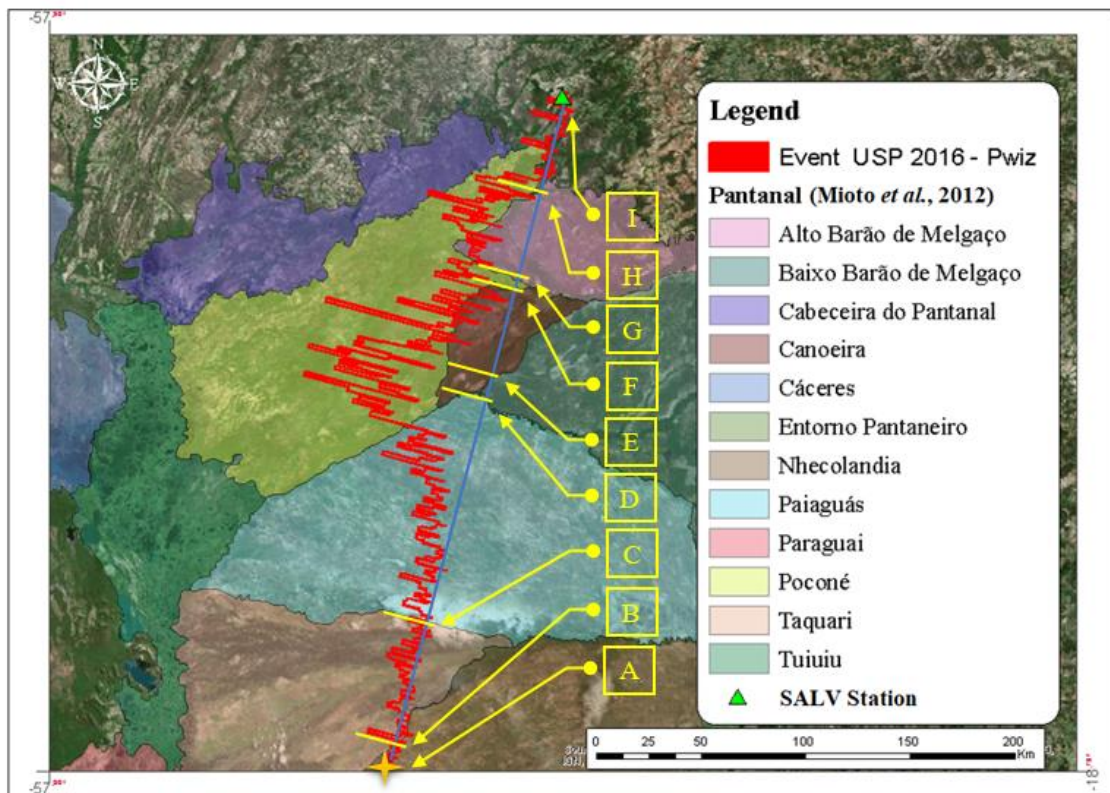 -57
N
W E
S
Legend
Event USP 2016 - Pwiz
Pantanal (Mioto et al., 2012)
Alto Barão de Melgaço
Baixo Barão de Melgaço
Cabeceira do Pantanal
Canoeira
Cáceres
Entorno Pantaneiro
Nhecolandia
Paiaguás
Paraguai
Poconé
Taquari
Tuiuiu
SALV Station
I
H
G
F
E
D
C
B
A
0 25 50 100 150 200
Km
-57
-18